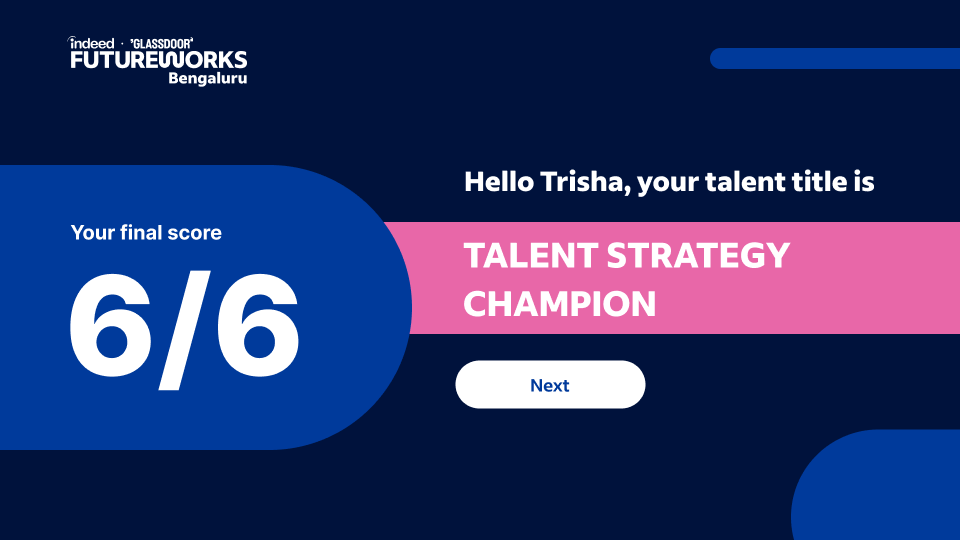 indeed · GLASSDOOR
FUTUREWORKS
Bengaluru
Hello Trisha, your talent title is
Your final score
6/6
TALENT STRATEGY
CHAMPION
Next